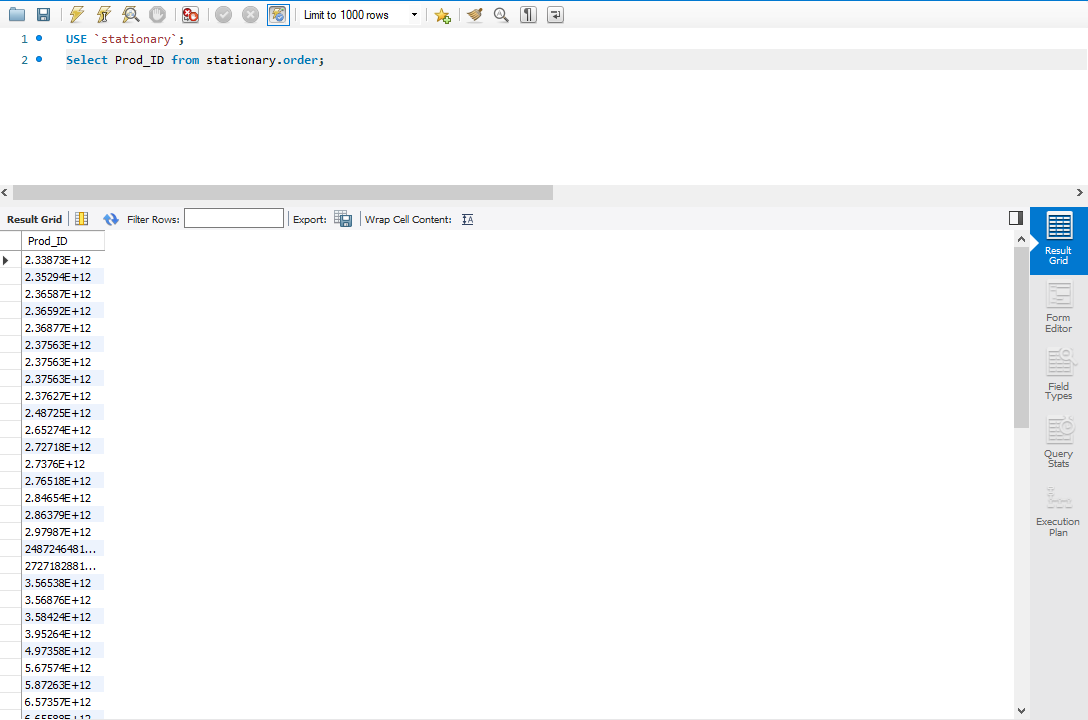 Limit to 1000 rows
1 USE `stationary`;
2 Select Prod_ID from stationary.order;
Result Grid Filter Rows: Export: Wrap Cell Content:
Prod_ID
2.33873E+12
2.35294E+12
2.36587E+12
2.36592E+12
2.36877E+12
2.37563E+12
2.37563E+12
2.37563E+12
2.37627E+12
2.48725E+12
2.65274E+12
2.72718E+12
2.7376E+12
2.76518E+12
2.84654E+12
2.86379E+12
2.97987E+12
2487246481...
2727182881...
3.56538E+12
3.56876E+12
3.58424E+12
3.95264E+12
4.97358E+12
5.67574E+12
5.87263E+12
6.57357E+12
6.65588E+12
Result
Grid
Form
Editor
Field
Types
Query
Stats
Execution
Plan